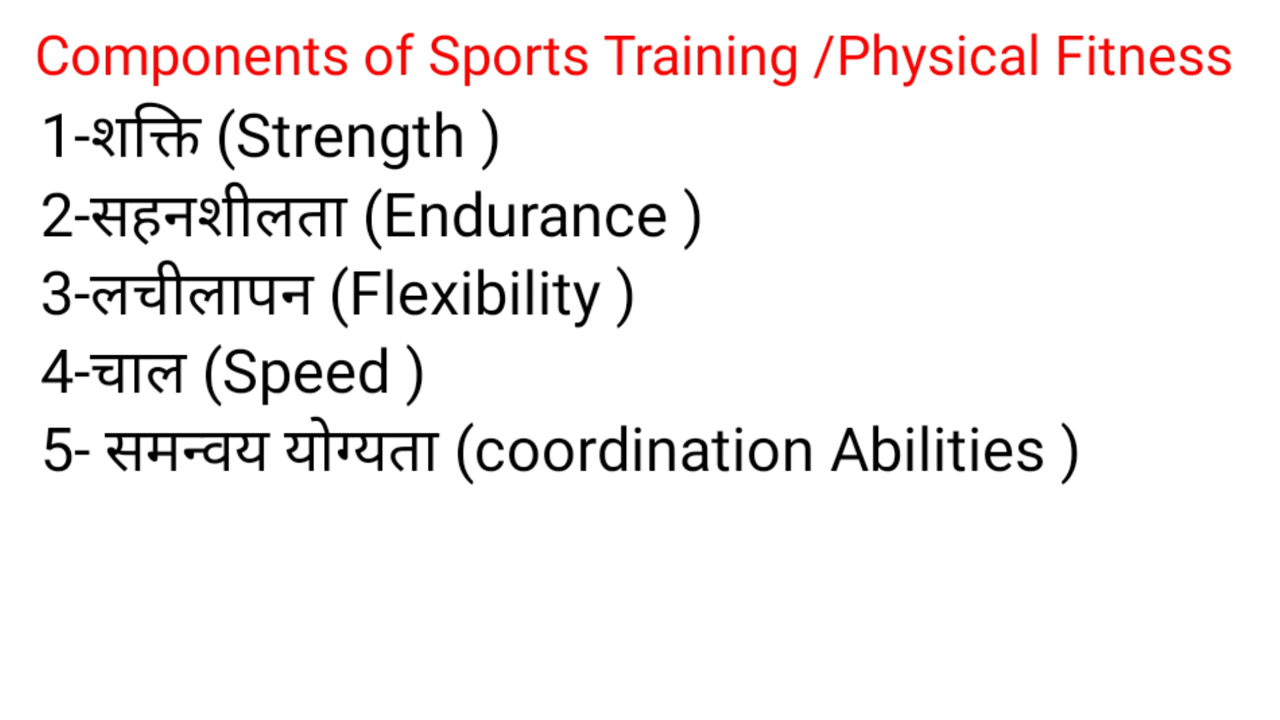 Components of Sports Training /Physical Fitness
1-शक्ति (Strength )
2-सहनशीलता (Endurance )
3-लचीलापन (Flexibility )
4-चाल (Speed )
5- समन्वय योग्यता (coordination Abilities )